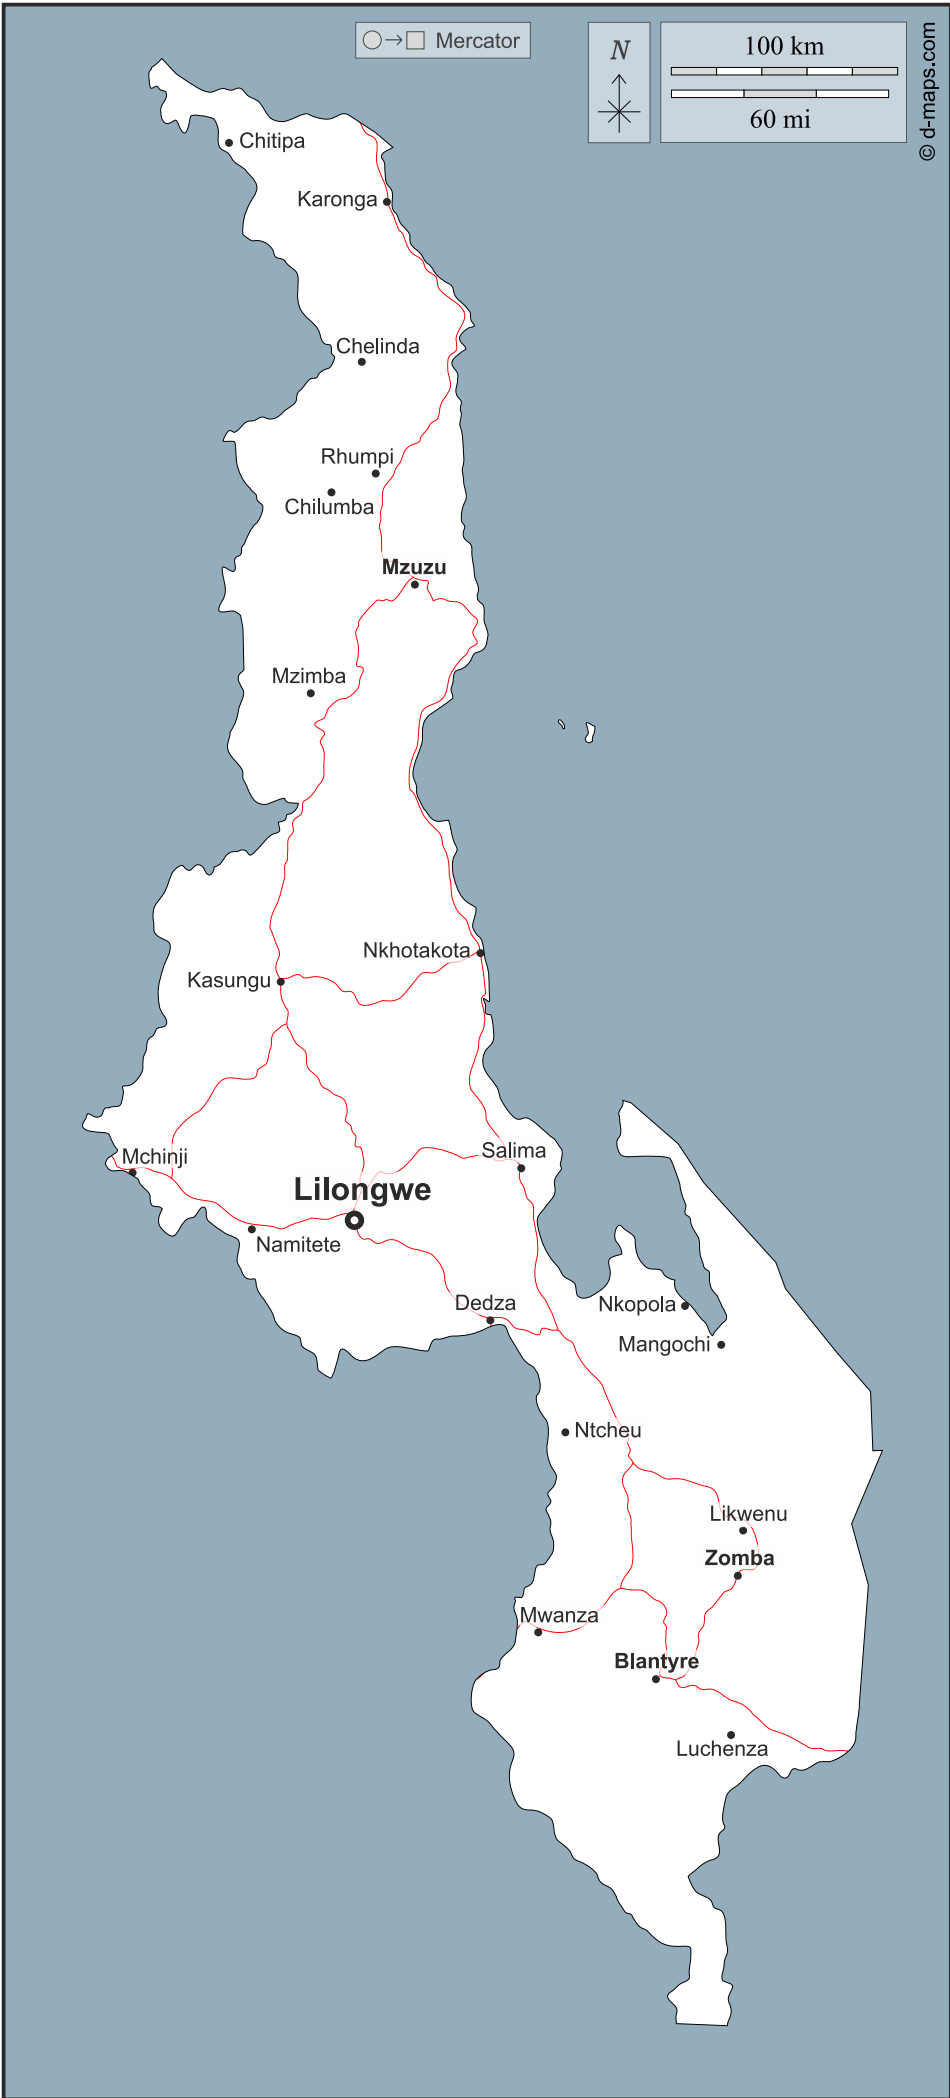 Mercator
N
100 km
60 mi
© d-maps.com
Chitipa
Karonga
Chelinda
Rhumpi
Chilumba
Mzuzu
Mzimba
Nkhotakota
Kasungu
Salima
Mchinji
Lilongwe
Namitete
Dedza
Nkopola
Mangochi
Ntcheu
Likwenu
Zomba
Mwanza
Blantyre
Luchenza